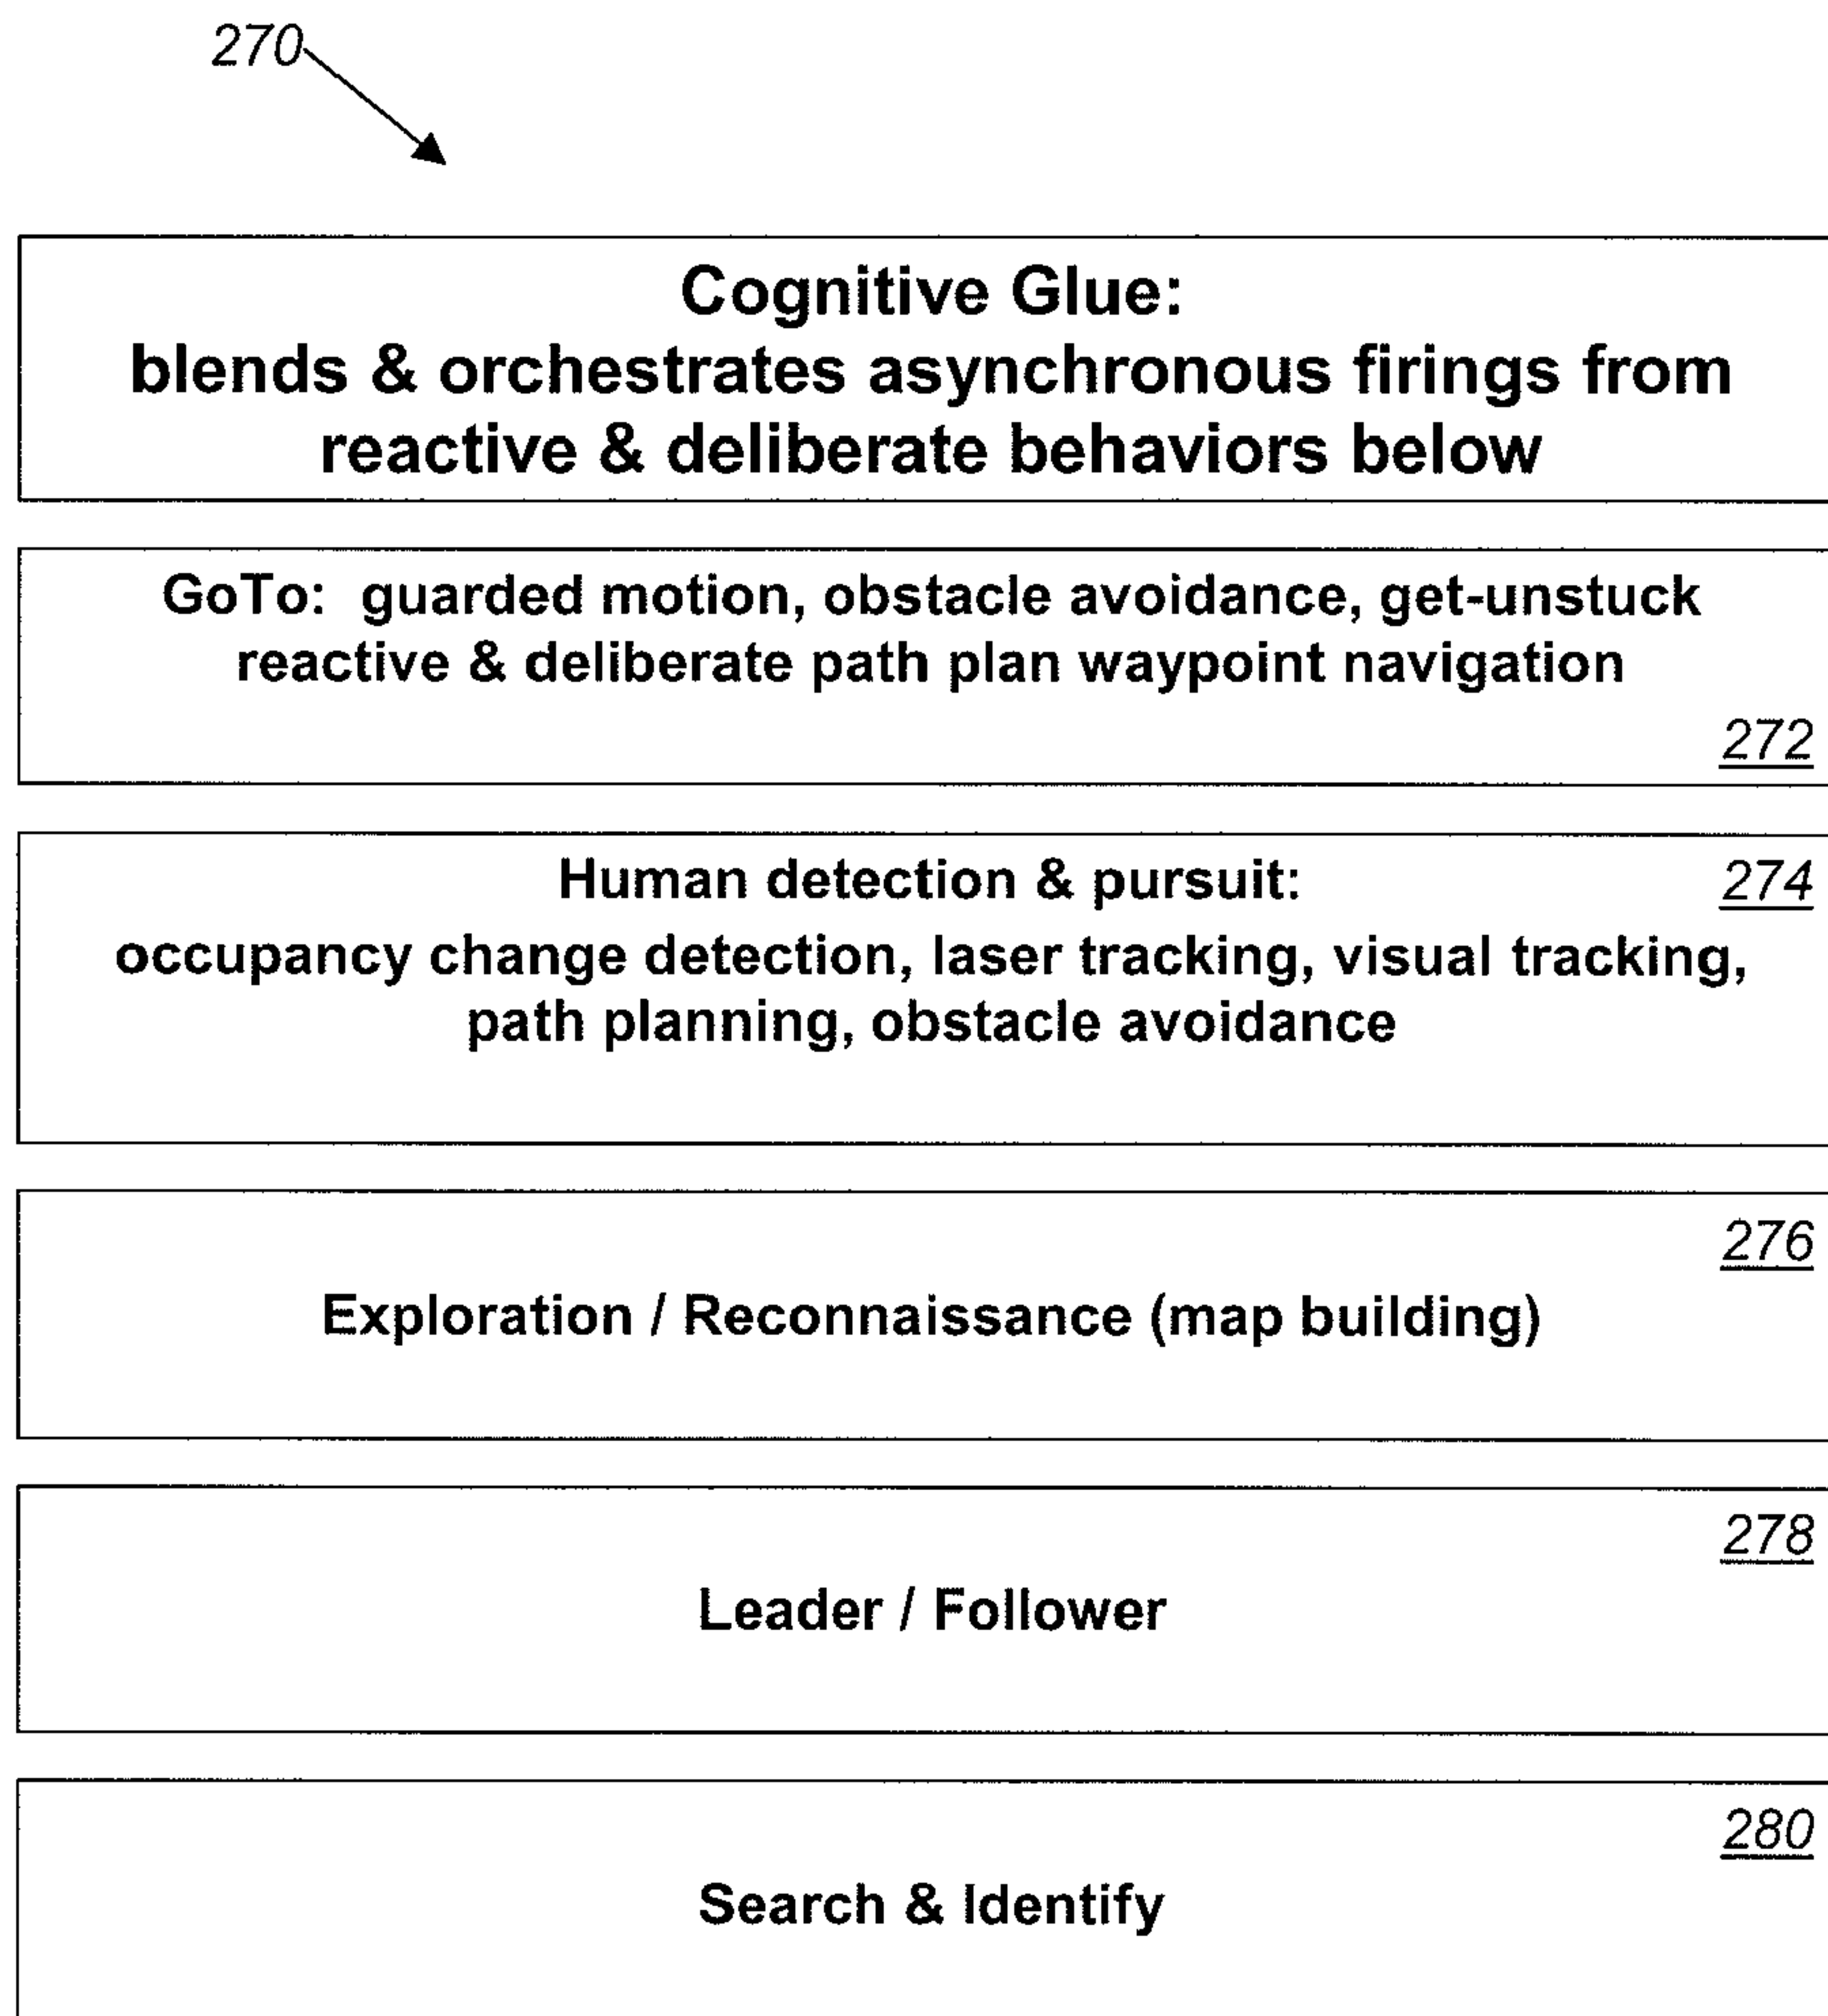 270
Cognitive Glue:
blends & orchestrates asynchronous firings from
reactive & deliberate behaviors below
GoTo: guarded motion, obstacle avoidance, get-unstuck
reactive & deliberate path plan waypoint navigation
272
Human detection & pursuit:
274
occupancy change detection, laser tracking, visual tracking,
path planning, obstacle avoidance
276
Exploration / Reconnaissance (map building)
278
Leader / Follower
280
Search & Identify